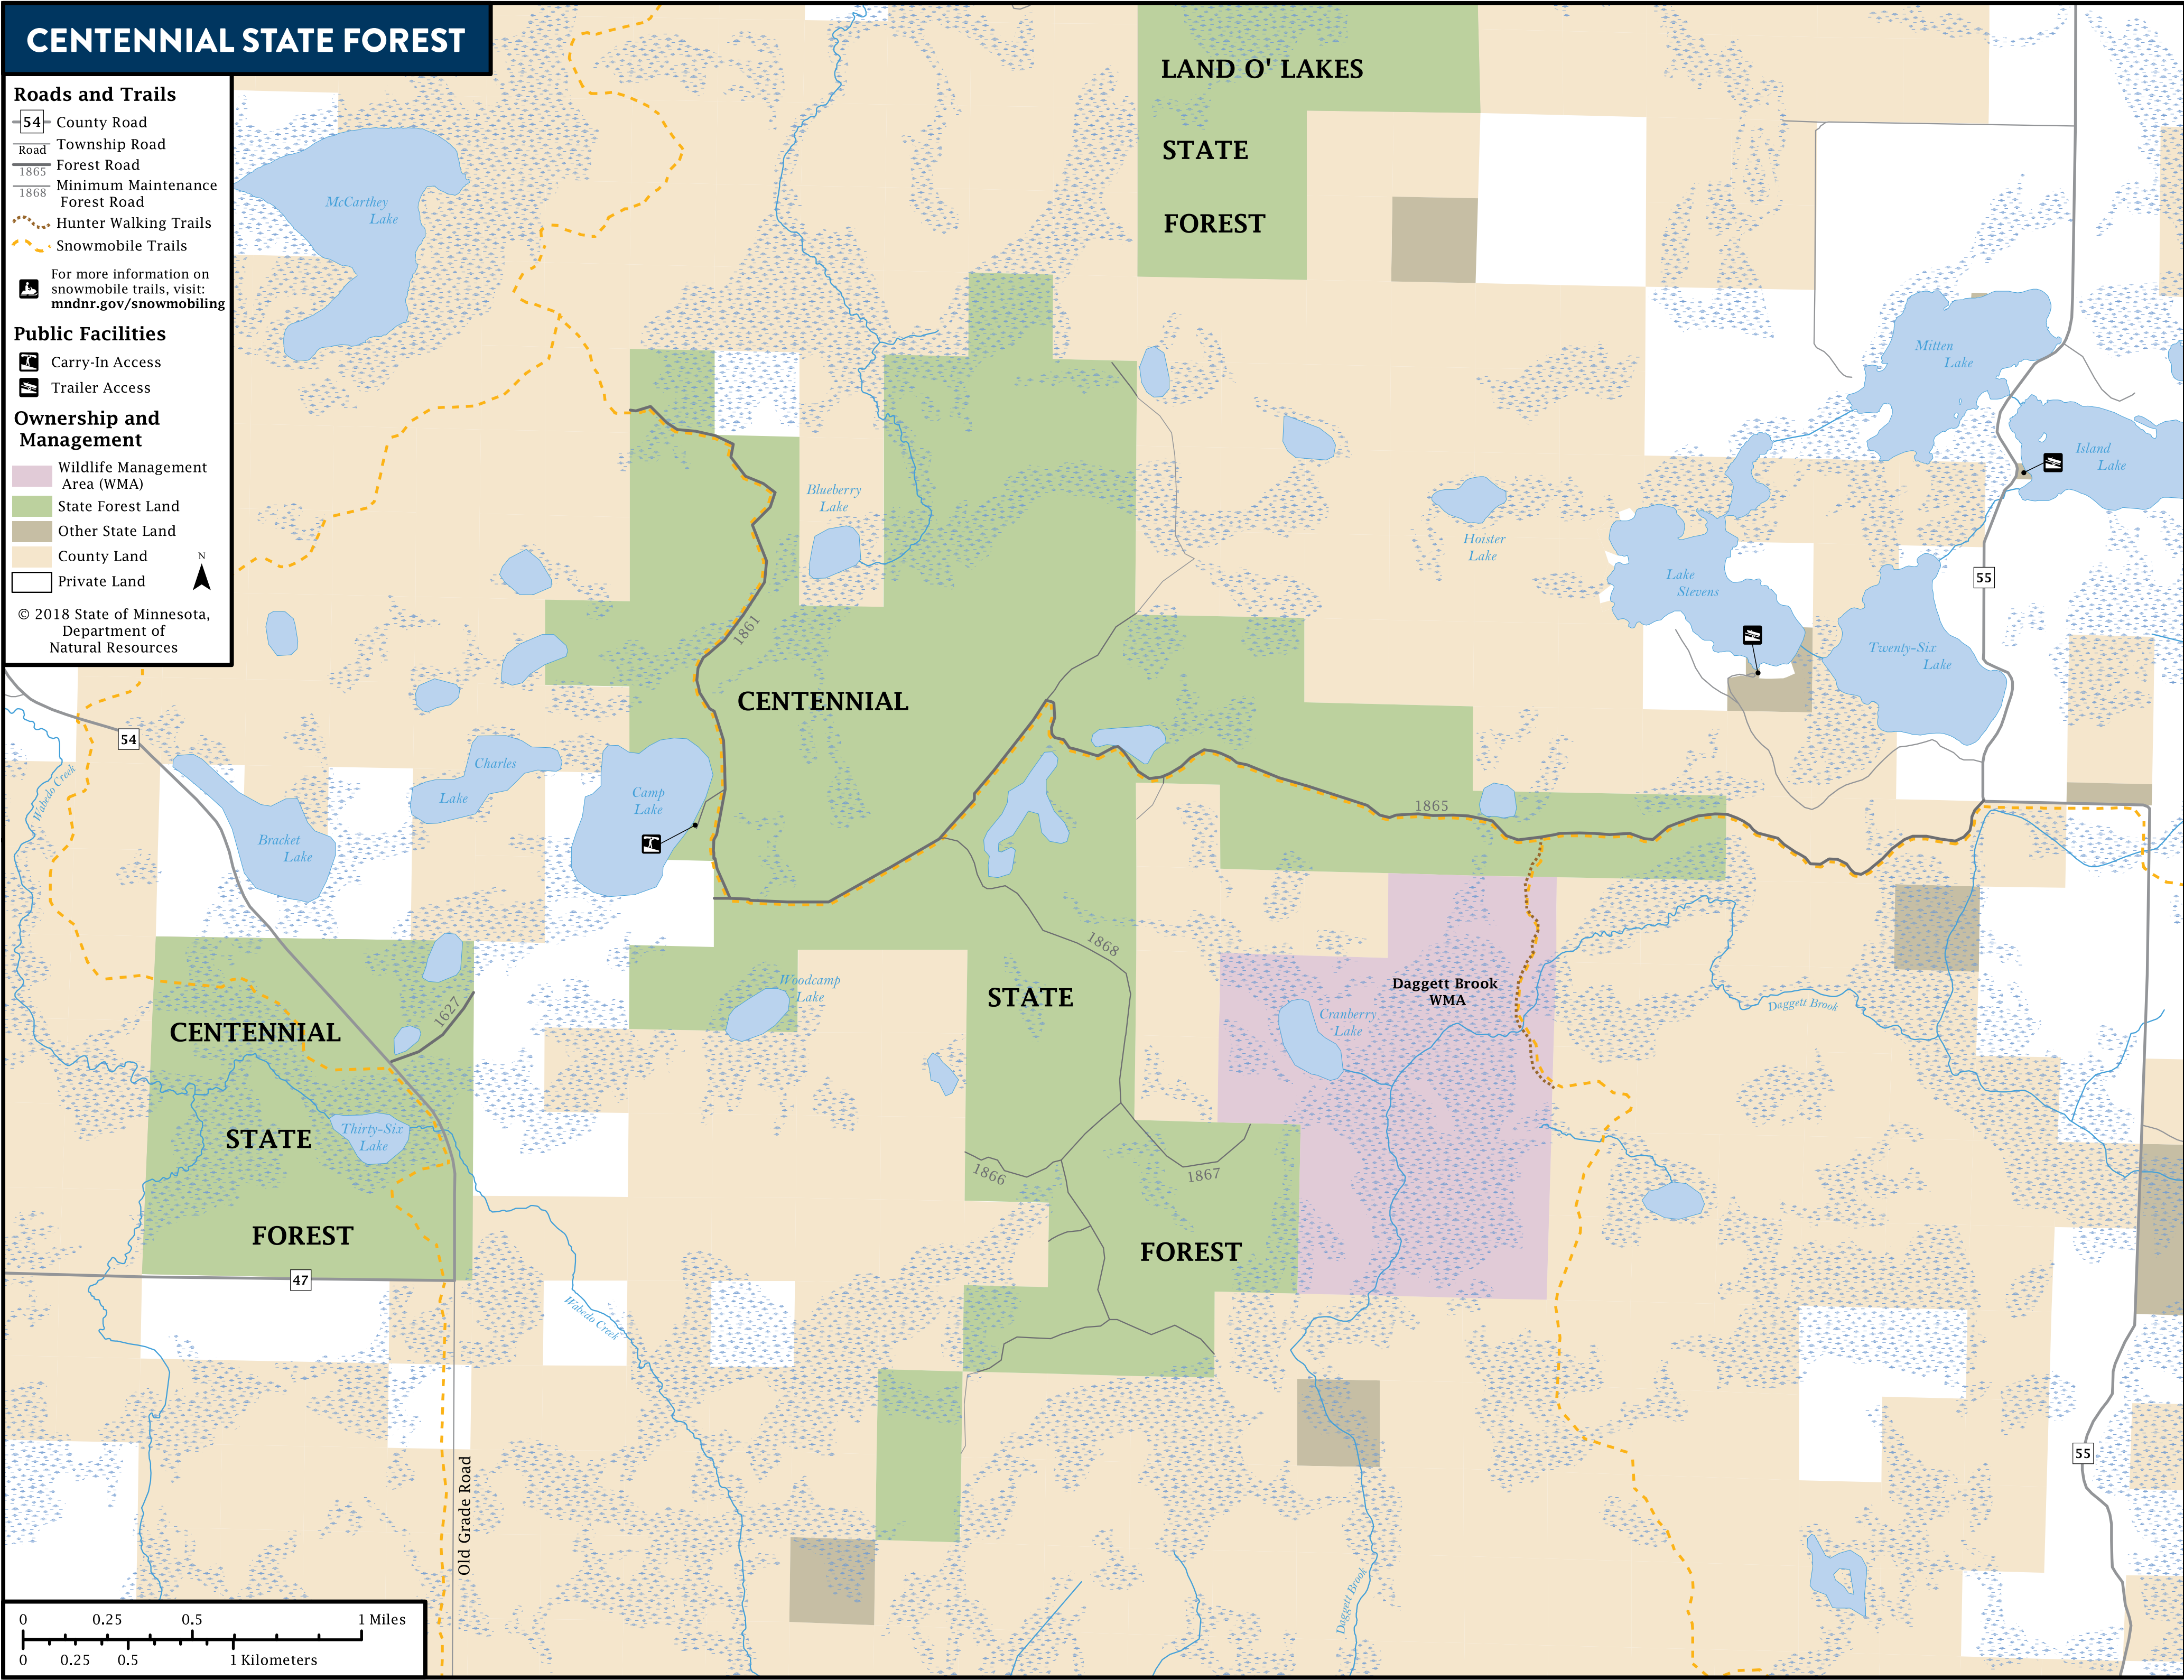 CENTENNIAL STATE FOREST
Roads and Trails
54
County Road
Road
Township Road
1865
Forest Road
1868
Minimum Maintenance
Forest Road
Hunter Walking Trails
Snowmobile Trails
For more information on
snowmobile trails, visit:
mndnr.gov/snowmobiling
Public Facilities
Carry-In Access
Trailer Access
Ownership and
Management
Wildlife Management
Area (WMA)
State Forest Land
Other State Land
County Land
Private Land
N
© 2018 State of Minnesota,
Department of
Natural Resources
LAND O' LAKES
STATE
FOREST
McCarthey
Lake
Mitten
Lake
Island
Lake
Blueberry
Lake
Hoister
Lake
Lake
Stevens
55
Twenty-Six
Lake
1861
CENTENNIAL
54
Wabedo Creek
Charles
Lake
Camp
Lake
Bracket
Lake
1865
1868
Woodcamp
Lake
STATE
Daggett Brook
WMA
Cranberry
Lake
Daggett Brook
1627
CENTENNIAL
STATE
FOREST
Thirty-Six
Lake
1866
1867
FOREST
47
Wabedo Creek
55
Old Grade Road
Daggett Brook
0 0.25 0.5 1 Miles
0 0.25 0.5 1 Kilometers